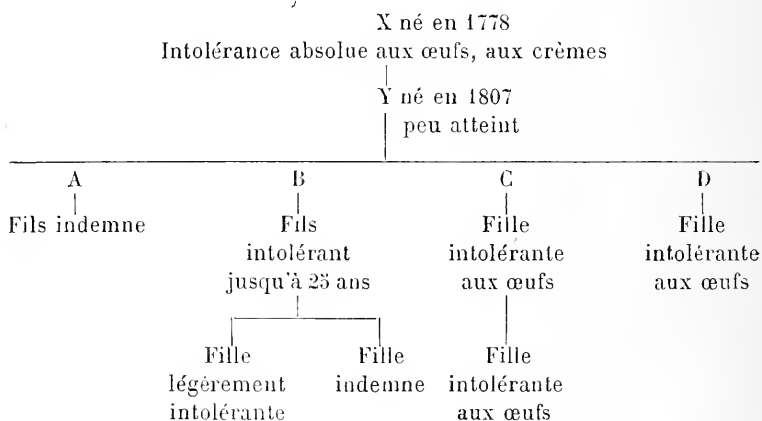 X né en 1778
Intolérance absolue aux œufs, aux crèmes
Y né en 1807
peu atteint
A B C D
Fils indemne Fils Fille Fille
intolérant intolérante intolérante
jusqu'à 25 ans aux œufs aux œufs
Fille Fille Fille
légèrement indemne intolérante
intolérante aux œufs